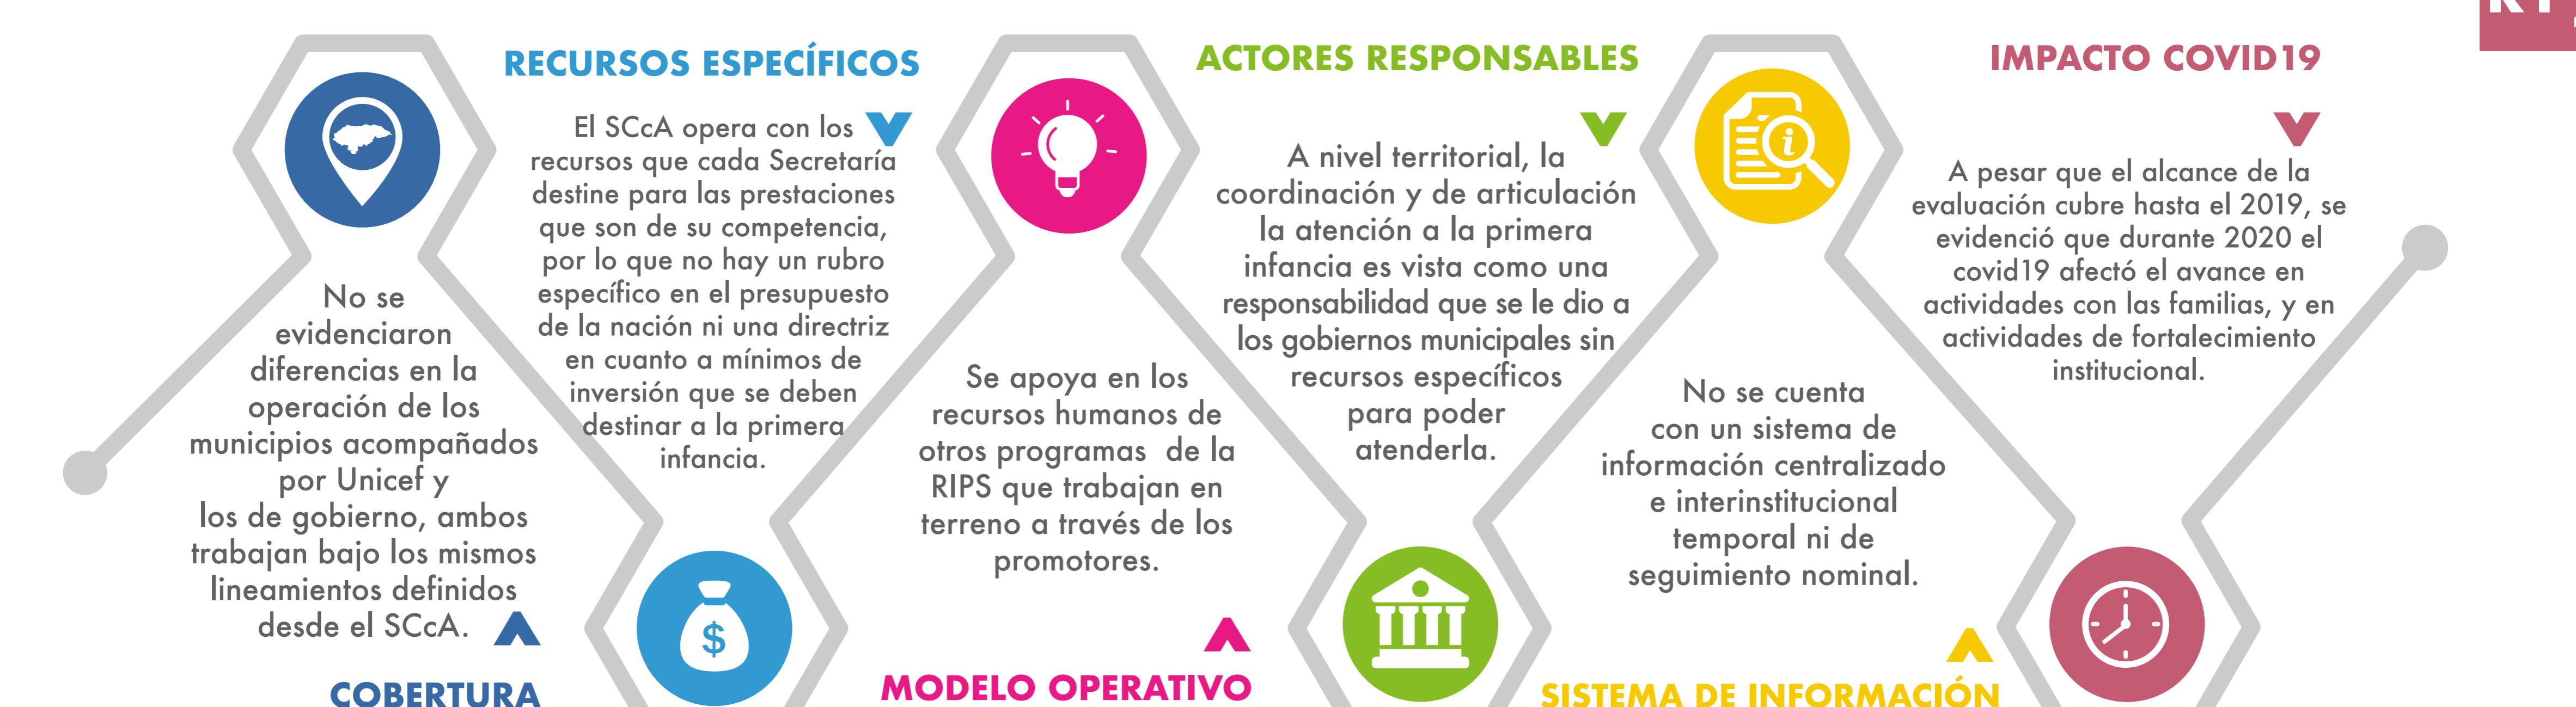 No se
evidenciaron
diferencias en la
operación de los
municipios acompañados
por Unicef y
los de gobierno, ambos
trabajan bajo los mismos
lineamientos definidos
desde el SCcA.
COBERTURA
RECURSOS ESPECÍFICOS
El SCcA opera con los
recursos que cada Secretaría
destine para las prestaciones
que son de su competencia,
por lo que no hay un rubro
específico en el presupuesto
de la nación ni una directriz
en cuanto a mínimos de
inversión que se deben
destinar a la primera
infancia.
$
Se apoya en los
recursos humanos de
otros programas de la
RIPS que trabajan en
terreno a través de los
promotores.
MODELO OPERATIVO
ACTORES RESPONSABLES
A nivel territorial, la
coordinación y de articulación
la atención a la primera
infancia es vista como una
responsabilidad que se le dio a
los gobiernos municipales sin
recursos específicos
para poder
atenderla.
i
No se cuenta
con un sistema de
información centralizado
e interinstitucional
temporal ni de
seguimiento nominal.
SISTEMA DE INFORMACIÓN
IMPACTO COVID19
A pesar que el alcance de la
evaluación cubre hasta el 2019, se
evidenció que durante 2020 el
covid19 afectó el avance en
actividades con las familias, y en
actividades de fortalecimiento
institucional.